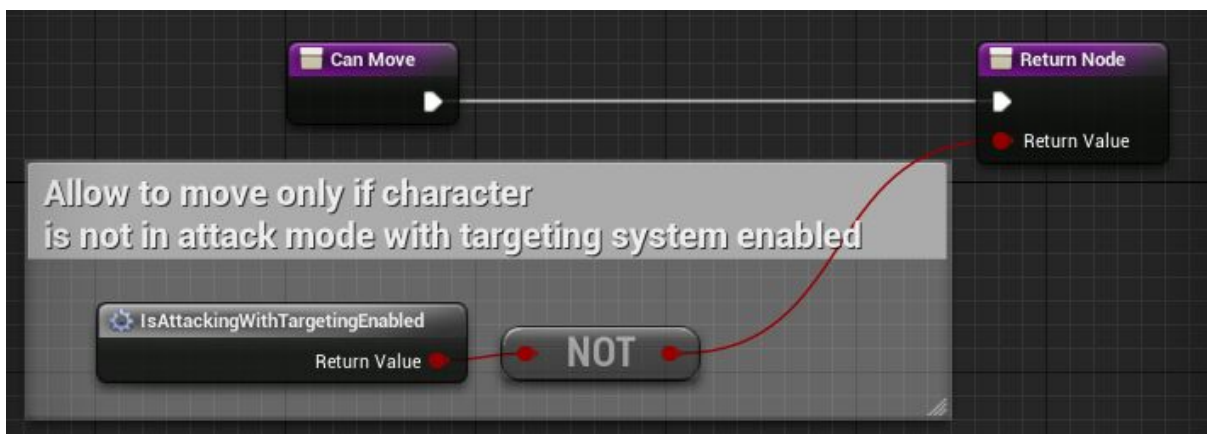 Can Move
Return Node
Return Value
Allow to move only if character
is not in attack mode with targeting system enabled
IsAttackingWithTargetingEnabled
Return Value
NOT